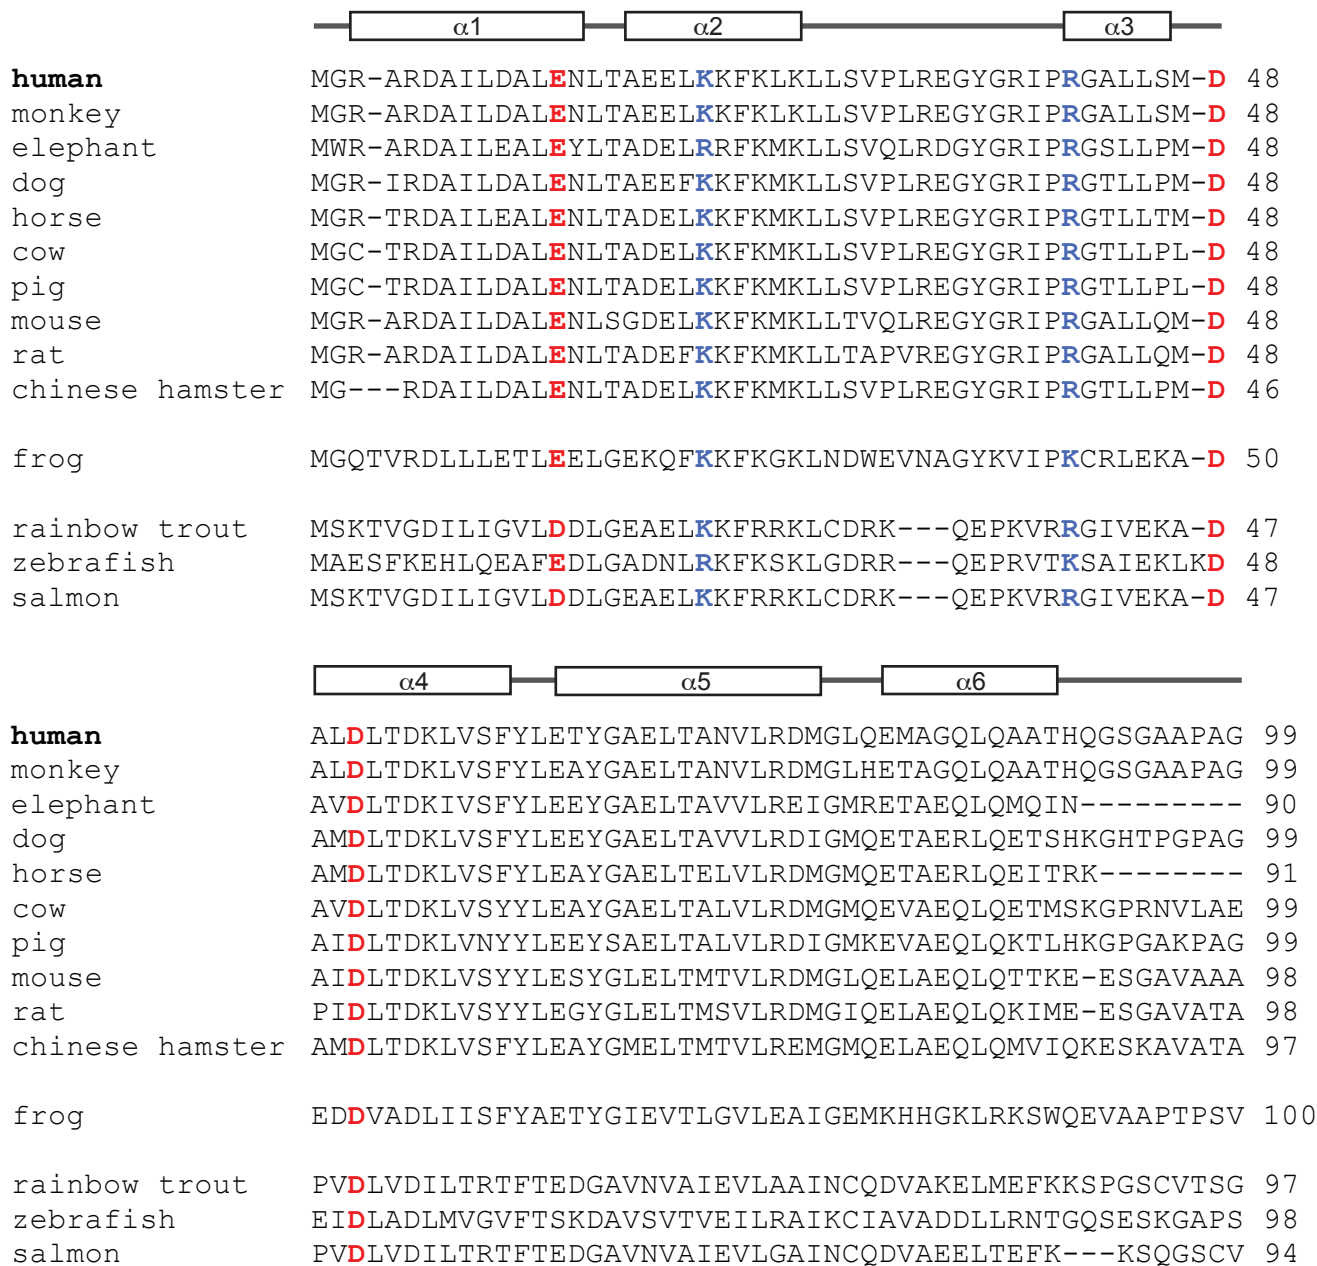 α1 α2 α3
human MGR-ARDAILDALENLTAEELKKFKLKLLSVPLREGYGRIPRGALLSM-D 48
monkey MGR-ARDAILDALENLTAEELKKFKLKLLSVPLREGYGRIPRGALLSM-D 48
elephant MWR-ARDAILEALEYLTADELRRFKMKLLSVQLRDGYGRIPRGSLLPM-D 48
dog MGR-IRDAILDALENLTAEEFKKFKMKLLSVPLREGYGRIPRGTLLPM-D 48
horse MGR-TRDAILEALENLTADELKKFKMKLLSVPLREGYGRIPRGTLLTM-D 48
cow MGC-TRDAILDALENLTADELKKFKMKLLSVPLREGYGRIPRGTLLPL-D 48
pig MGC-TRDAILDALENLTADELKKFKMKLLSVPLREGYGRIPRGTLLPL-D 48
mouse MGR-ARDAILDALENLSGDELKKFKMKLLTVQLREGYGRIPRGALLQM-D 48
rat MGR-ARDAILDALENLTADEFKKFKMKLLTAPVREGYGRIPRGALLQM-D 48
chinese hamster MG---RDAILDALENLTADELKKFKMKLLSVPLREGYGRIPRGTLLPM-D 46
frog MGQTVRDLLLETLEELGEKQFKKFKGKLNDWEVNAGYKVIPKCRLEKA-D 50
rainbow trout MSKTVGDILIGVLDDLGEAELKKFRRKLCDRK---QEPKVRRGIVEKA-D 47
zebrafish MAESFKEHLQEAFEDLGADNLRKFKSKLGDRR---QEPRVTKSAIEKLKD 48
salmon MSKTVGDILIGVLDDLGEAELKKFRRKLCDRK---QEPKVRRGIVEKA-D 47
α4 α5 α6
human ALDLTDKLVSFYLETYGAELTANVLRDMGLQEMAGQLQAATHQGSGAAPAG 99
monkey ALDLTDKLVSFYLEAYGAELTANVLRDMGLHETAGQLQAATHQGSGAAPAG 99
elephant AVDLTDKIVSFYLEEYGAELTAVVLREIGMRETAEQLQMQIN--------- 90
dog AMDLTDKLVSFYLEEYGAELTAVVLRDIGMQETAERLQETSHKGHTPGPAG 99
horse AMDLTDKLVSFYLEAYGAELTELVLRDMGMQETAERLQEITRK-------- 91
cow AVDLTDKLVSYYLEAYGAELTALVLRDMGMQEVAEQLQETMSKGPRNVLAE 99
pig AIDLTDKLVNYYLEEYSAELTALVLRDIGMKEVAEQLQKTLHKGPGAKPAG 99
mouse AIDLTDKLVSYYLESYGLELTMTVLRDMGLQELAEQLQTTKE-ESGAVAAA 98
rat PIDLTDKLVSYYLEGYGLELTMSVLRDMGIQELAEQLQKIME-ESGAVATA 98
chinese hamster AMDLTDKLVSFYLEAYGMELTMTVLREMGMQELAEQLQMVIQKESKAVATA 97
frog EDDVADLIISFYAETYGIEVTLGVLEAIGEMKHHGKLRKSWQEVAAPTPSV 100
rainbow trout PVDLVDILTRTFTEDGAVNVAIEVLAAINCQDVAKELMEFKKSPGSCVTSG 97
zebrafish EIDLADLMVGVFTSKDAVSVTVEILRAIKCIAVADDLLRNTGQSESKGAPS 98
salmon PVDLVDILTRTFTEDGAVNVAIEVLGAINCQDVAEELTEFK---KSQGSCV 94